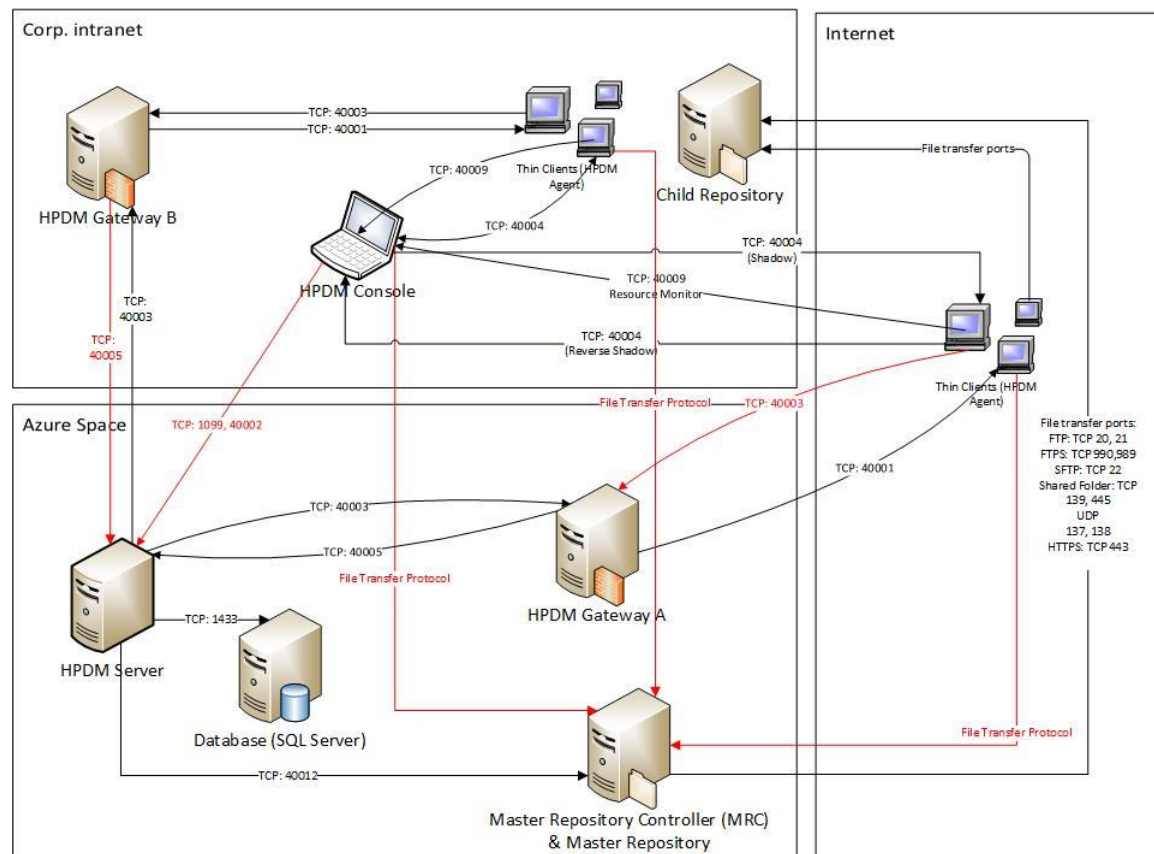 Corp. intranet
Internet
TCP: 40003
TCP: 40001
HPDM Gateway B
TCP: 40009
Thin Clients (HPDM
Agent)
TCP: 40004
Child Repository
File transfer ports
HPDM Console
TCP: 40004
(Shadow)
TCP: 40009
Resource Monitor
TCP: 40004
(Reverse Shadow)
TCP:
40003
TCP:
40005
Thin Clients (HPDM
Agent)
Azure Space
TCP: 1099, 40002
File Transfer Protocol
TCP: 40003
TCP: 40001
File transfer ports:
FTP: TCP 20, 21
FTPS: TCP 990,989
SFTP: TCP 22
Shared Folder: TCP
139, 445
UDP
137, 138
HTTPS: TCP 443
TCP: 40003
TCP: 40005
File Transfer Protocol
HPDM Gateway A
HPDM Server
TCP: 1433
Database (SQL Server)
File Transfer Protocol
TCP: 40012
Master Repository Controller (MRC)
& Master Repository